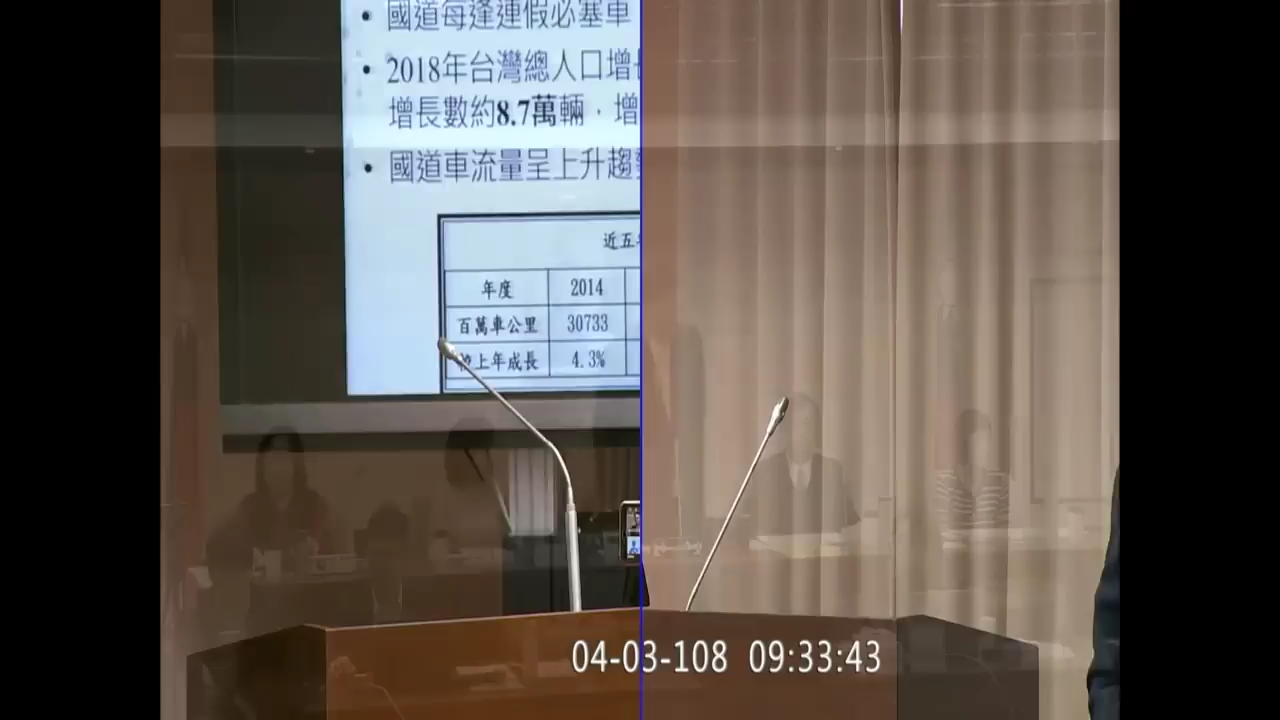 國道每逢連假必塞車
2018年台灣總人口增
增長數約8.7萬輛，增
國道車流量呈上升趨
近五
年度 2014
百萬車公里 30733
上年成長 4.3%
04-03-108 09:33:43